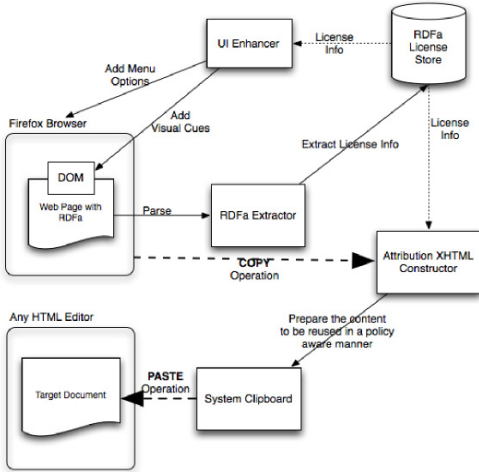 UI Enhancer
License
Info
RDFa
License
Store
Add Menu
Options
Firefox Browser
Add
Visual Cues
Extract License Info
License
Info
DOM
Web Page with
RDFa
Parse
RDFa Extractor
COPY
Operation
Attribution XHTML
Constructor
Any HTML Editor
Prepare the content
to be reused in a policy
aware manner
Target Document
PASTE
Operation
System Clipboard